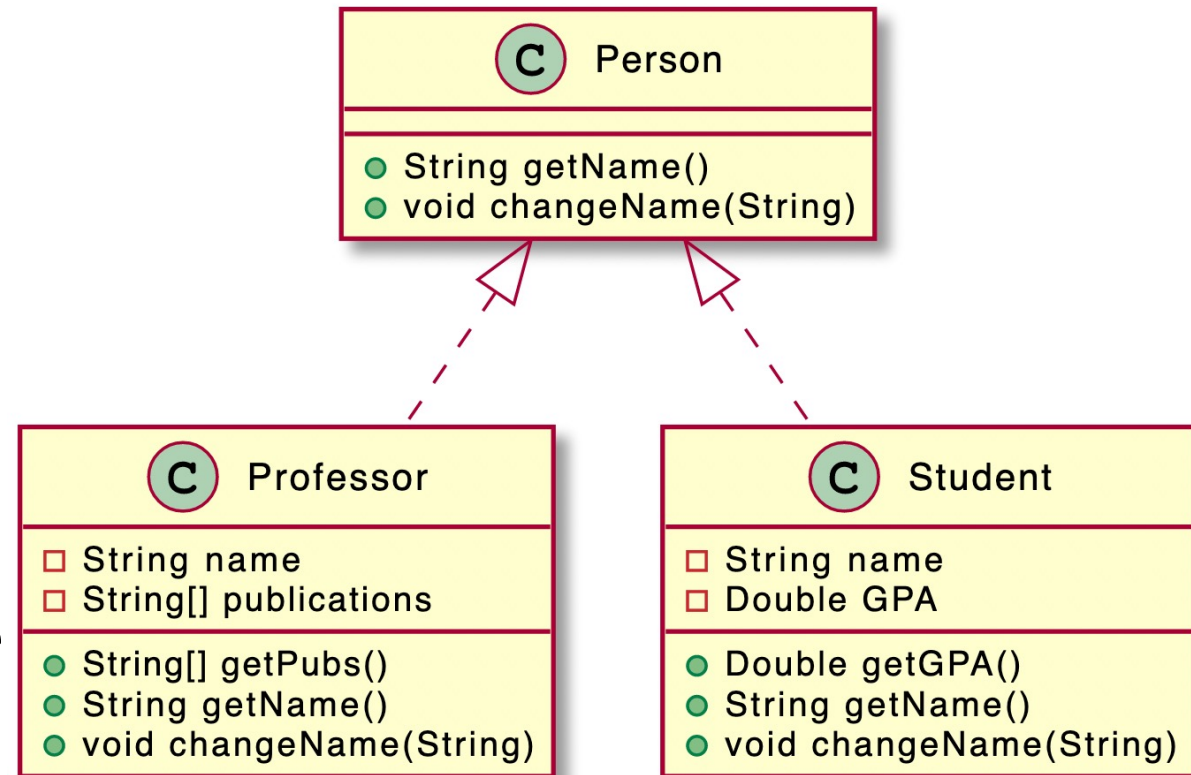 C Person
String getName()
void changeName(String)
C Professor
String name
String[] publications
String[] getPubs()
String getName()
void changeName(String)
C Student
String name
Double GPA
Double getGPA()
String getName()
void changeName(String)